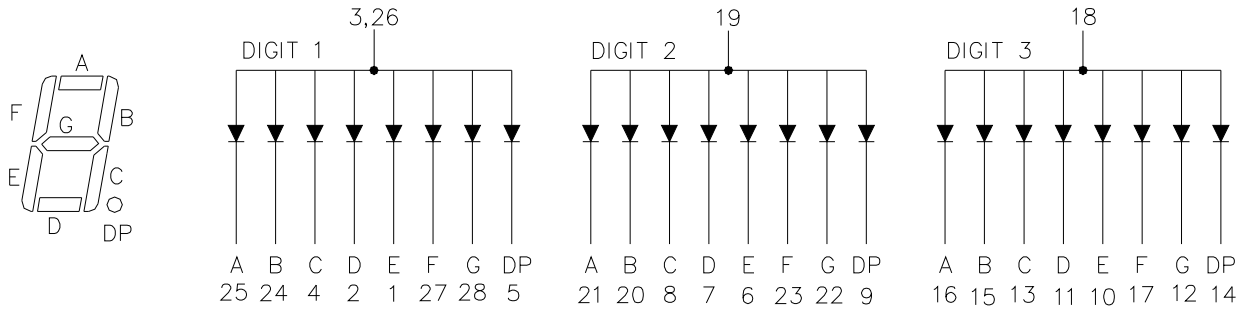 3,26 19 18
DIGIT 1 DIGIT 2 DIGIT 3
A
F B
G
E C
D DP
A B C D E F G DP A B C D E F G DP A B C D E F G DP
25 24 4 2 1 27 28 5 21 20 8 7 6 23 22 9 16 15 13 11 10 17 12 14